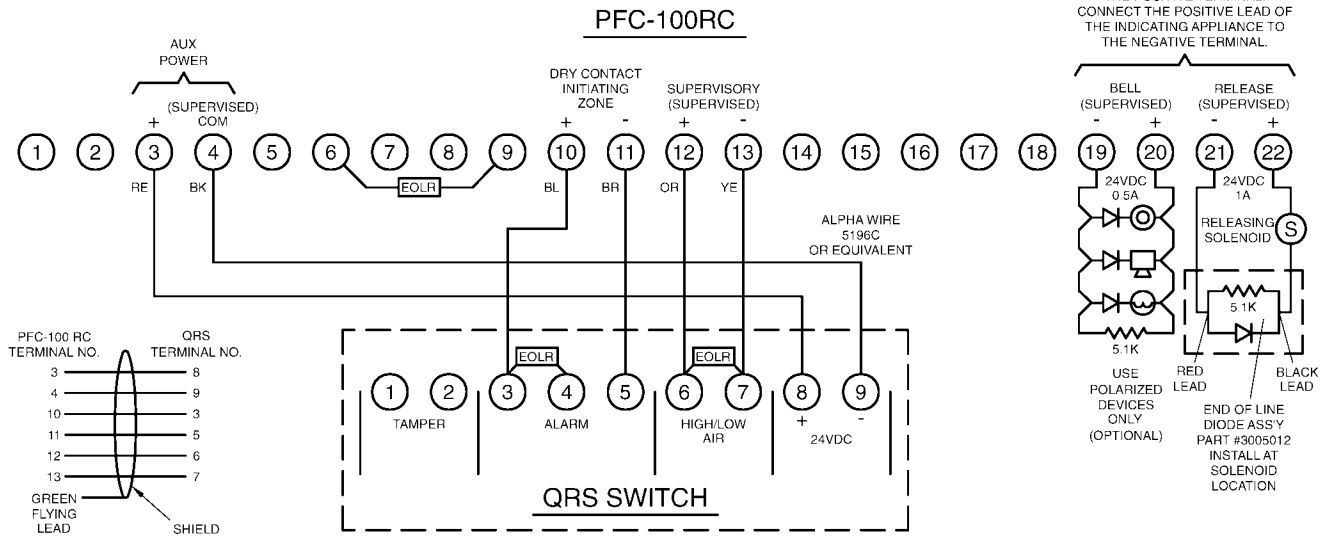 PFC-100RC
CONNECT THE POSITIVE LEAD OF
THE INDICATING APPLIANCE TO
THE NEGATIVE TERMINAL.
AUX
POWER
(SUPERVISED)
+ COM
DRY CONTACT
INITIATING
ZONE
+ -
SUPERVISORY
(SUPERVISED)
+ -
BELL
(SUPERVISED)
- +
RELEASE
(SUPERVISED)
- +
1 2 3 4 5 6 7 8 9 10 11 12 13 14 15 16 17 18 19 20 21 22
RE BK EOLR BL BR OR YE
24VDC
0.5A
24VDC
1A
RELEASING
SOLENOID
S
ALPHA WIRE
5196C
OR EQUIVALENT
5.1K
5.1K
RED
LEAD
BLACK
LEAD
USE
POLARIZED
DEVICES
ONLY
(OPTIONAL)
END OF LINE
DIODE ASS'Y
PART #3005012
INSTALL AT
SOLENOID
LOCATION
PFC-100 RC
TERMINAL NO.
QRS
TERMINAL NO.
3 8
4 9
10 3
11 5
12 6
13 7
GREEN
FLYING
LEAD
SHIELD
EOLR EOLR
1 2 3 4 5 6 7 8 9
+ -
TAMPER ALARM
HIGH/LOW
AIR
24VDC
QRS SWITCH